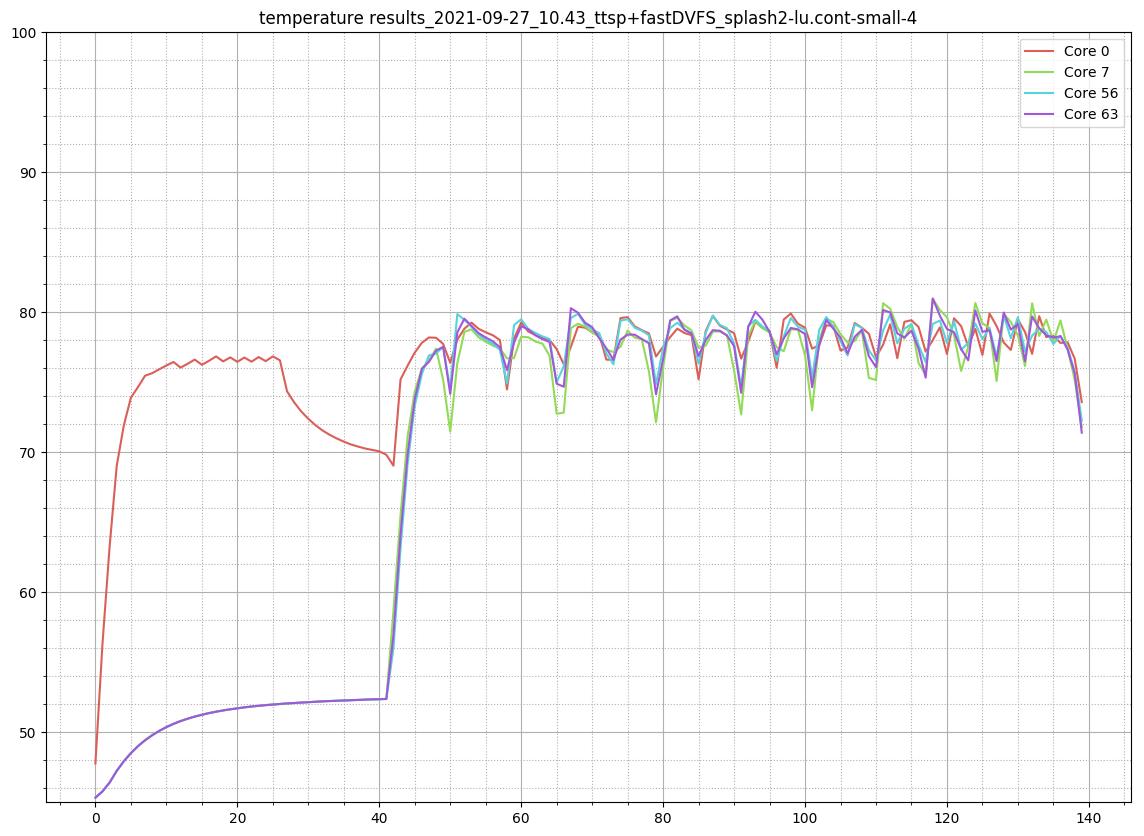 temperature results_2021-09-27_10.43_ttsp+fastDVFS_splash2-lu.cont-small-4
100
90
80
70
60
50
Core 0
Core 7
Core 56
Core 63
0 20 40 60 80 100 120 140